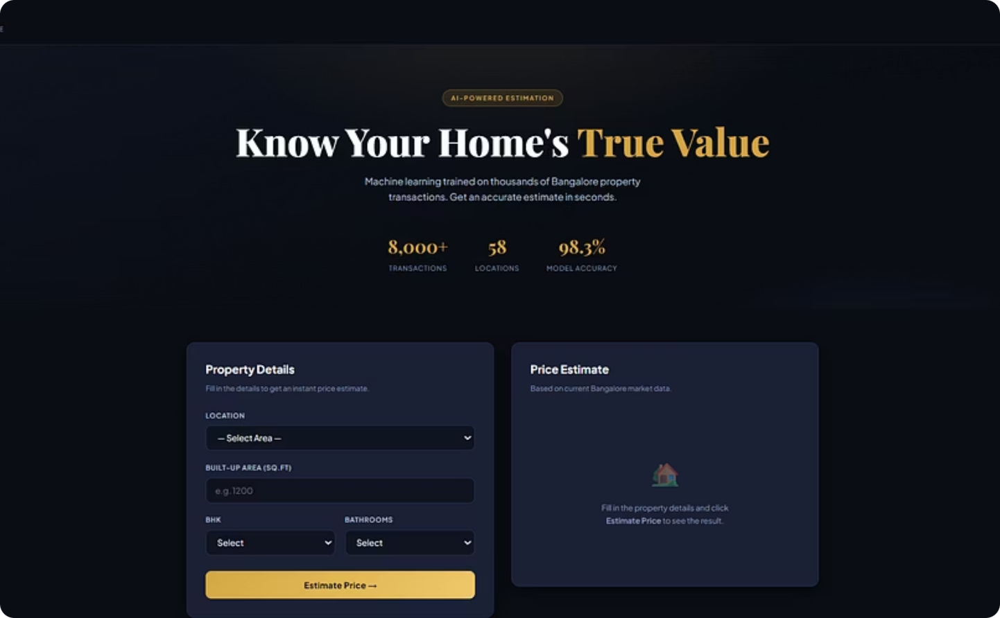 E
AI-POWERED ESTIMATION
Know Your Home's True Value
Machine learning trained on thousands of Bangalore property
transactions. Get an accurate estimate in seconds.
8,000+ 58 98.3%
TRANSACTIONS LOCATIONS MODEL ACCURACY
Property Details
Fill in the details to get an instant price estimate.
LOCATION
— Select Area —
BUILT-UP AREA (SQ.FT)
e.g. 1200
BHK BATHROOMS
Select Select
Estimate Price →
Price Estimate
Based on current Bangalore market data.
Fill in the property details and click
Estimate Price to see the result.